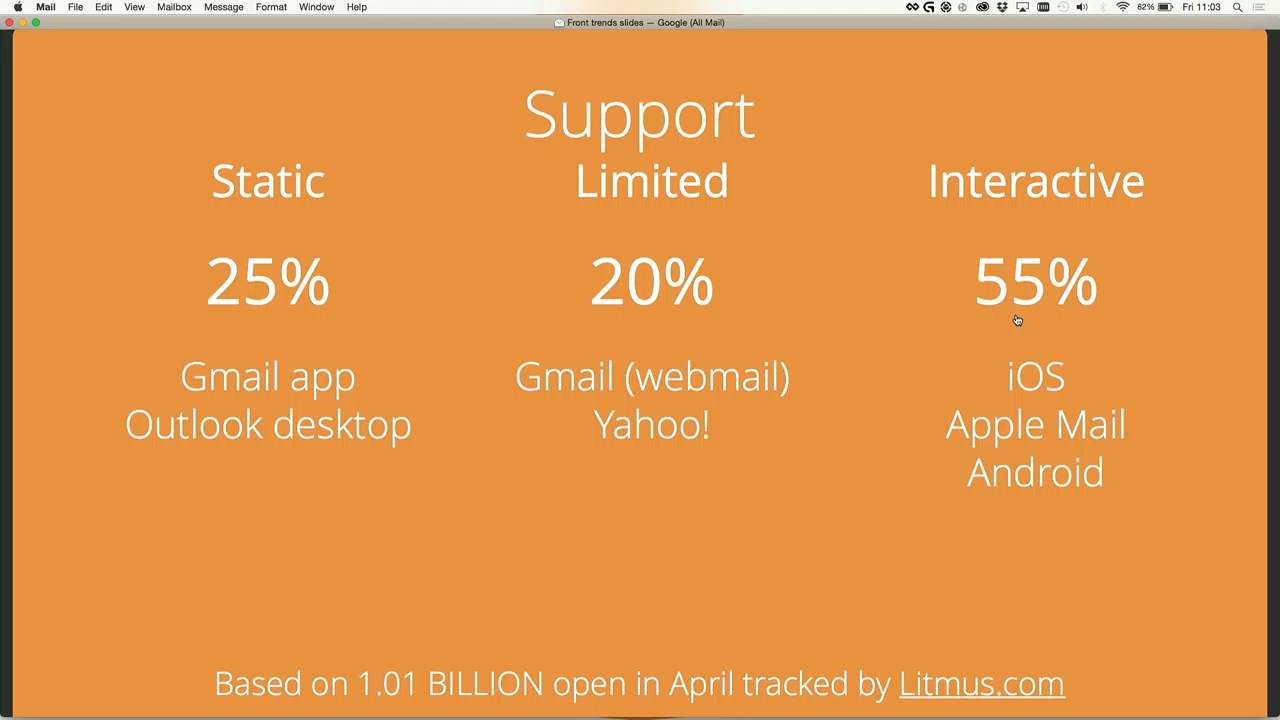 Mail File Edit View Mailbox Message Format Window Help 82% Fri 11:03
Front trends slides — Google (All Mail)
Support
Static Limited Interactive
25% 20% 55%
Gmail app Gmail (webmail) iOS
Outlook desktop Yahoo! Apple Mail
Android
Based on 1.01 BILLION open in April tracked by Litmus.com